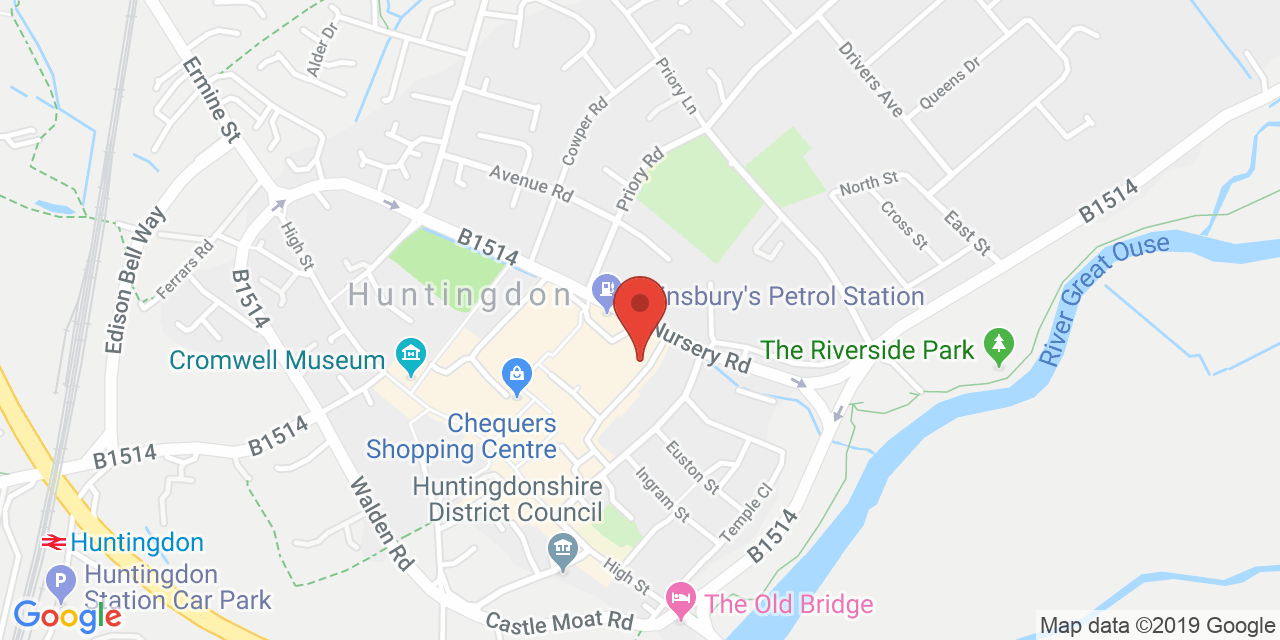 Alder Dr
Ermine St
Priory Ln
Drivers Ave
Queens Dr
Cowper Rd
Avenue Rd
Priory Rd
North St
Cross St
East St
B1514
Edison Bell Way
Ferrars Rd
High St
B1514
B1514
River Great Ouse
Huntingdon
insbury's Petrol Station
Nursery Rd
The Riverside Park
Cromwell Museum
Chequers
Shopping Centre
B1514
B1514
Walden Rd
Euston St
Ingram St
Temple Cl
Huntingdonshire
District Council
B1514
Huntingdon
P
Huntingdon
Station Car Park
High St
Castle Moat Rd
The Old Bridge
Google
Map data ©2019 Google